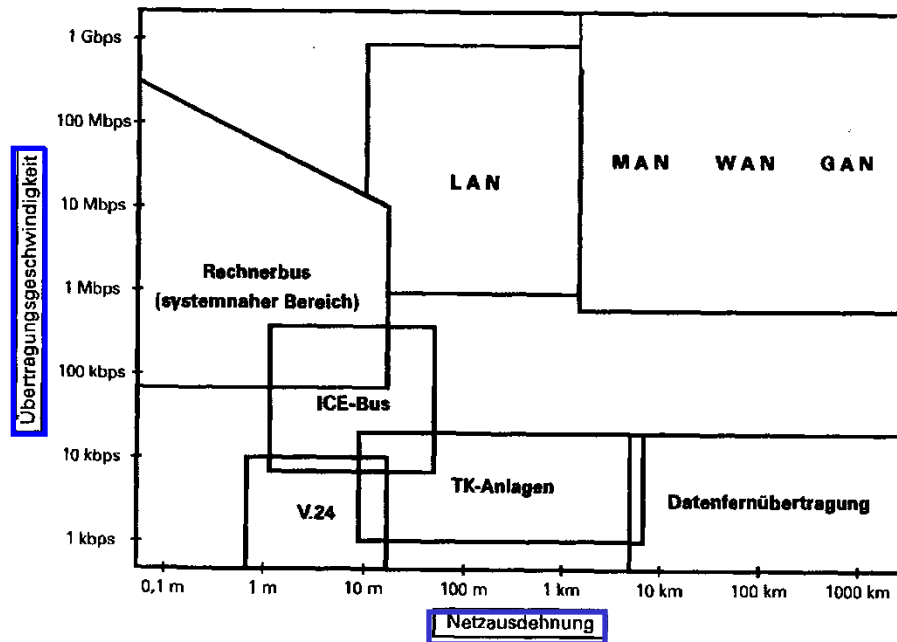 1 Gbps
100 Mbps
10 Mbps
1 Mbps
100 kbps
10 kbps
1 kbps
Übertragungsgeschwindigkeit
LAN
MAN WAN GAN
Rechnerbus
(systemnaher Bereich)
ICE-Bus
TK-Anlagen
V.24
Datenfernübertragung
0,1 m 1 m 10 m 100 m 1 km 10 km 100 km 1000 km
Netzausdehnung